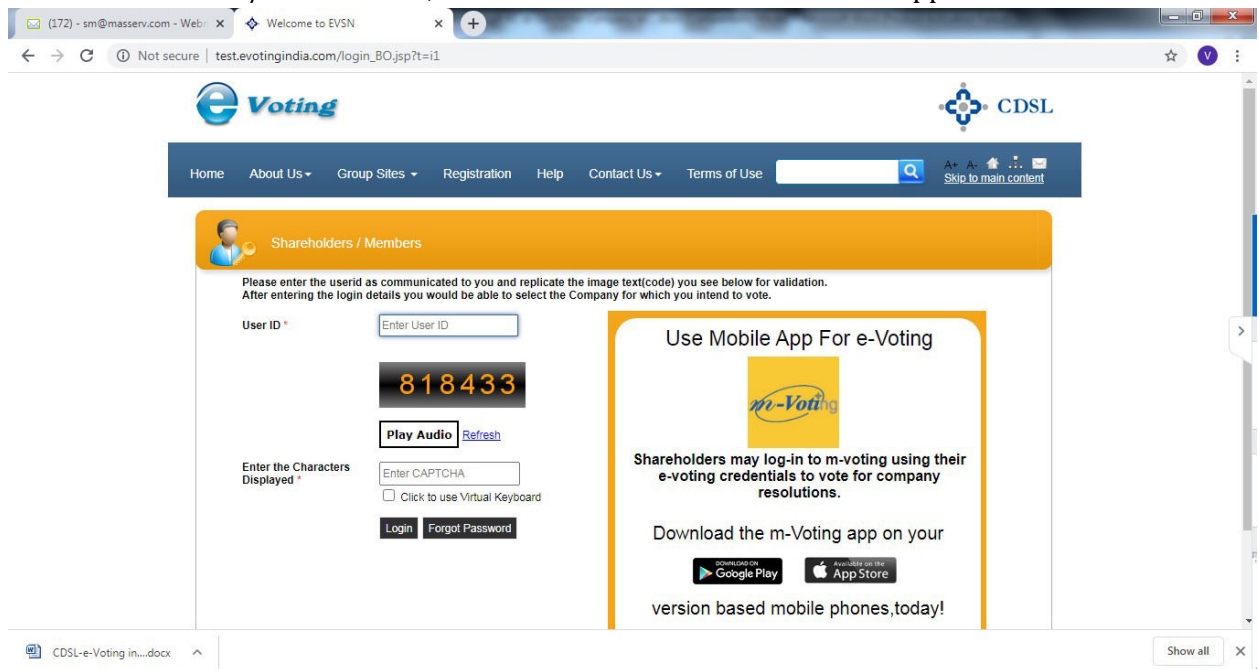 (172) - sm@masserv.com - Web
Welcome to EVSN
Not secure | test.evotingindia.com/login_BO.jsp?t=i1
V
e Voting
CDSL
Home About Us Group Sites Registration Help Contact Us Terms of Use
A+ A-
Skip to main content
Shareholders / Members
Please enter the userid as communicated to you and replicate the image text(code) you see below for validation.
After entering the login details you would be able to select the Company for which you intend to vote.
User ID *
Enter User ID
818433
Play Audio Refresh
Enter the Characters
Displayed *
Enter CAPTCHA
Click to use Virtual Keyboard
Login Forgot Password
Use Mobile App For e-Voting
m-Voting
Shareholders may log-in to m-voting using their
e-voting credentials to vote for company
resolutions.
Download the m-Voting app on your
DOWNLOAD ON
Google Play
Available on the
App Store
version based mobile phones,today!
CDSL-e-Voting in....docx
Show all